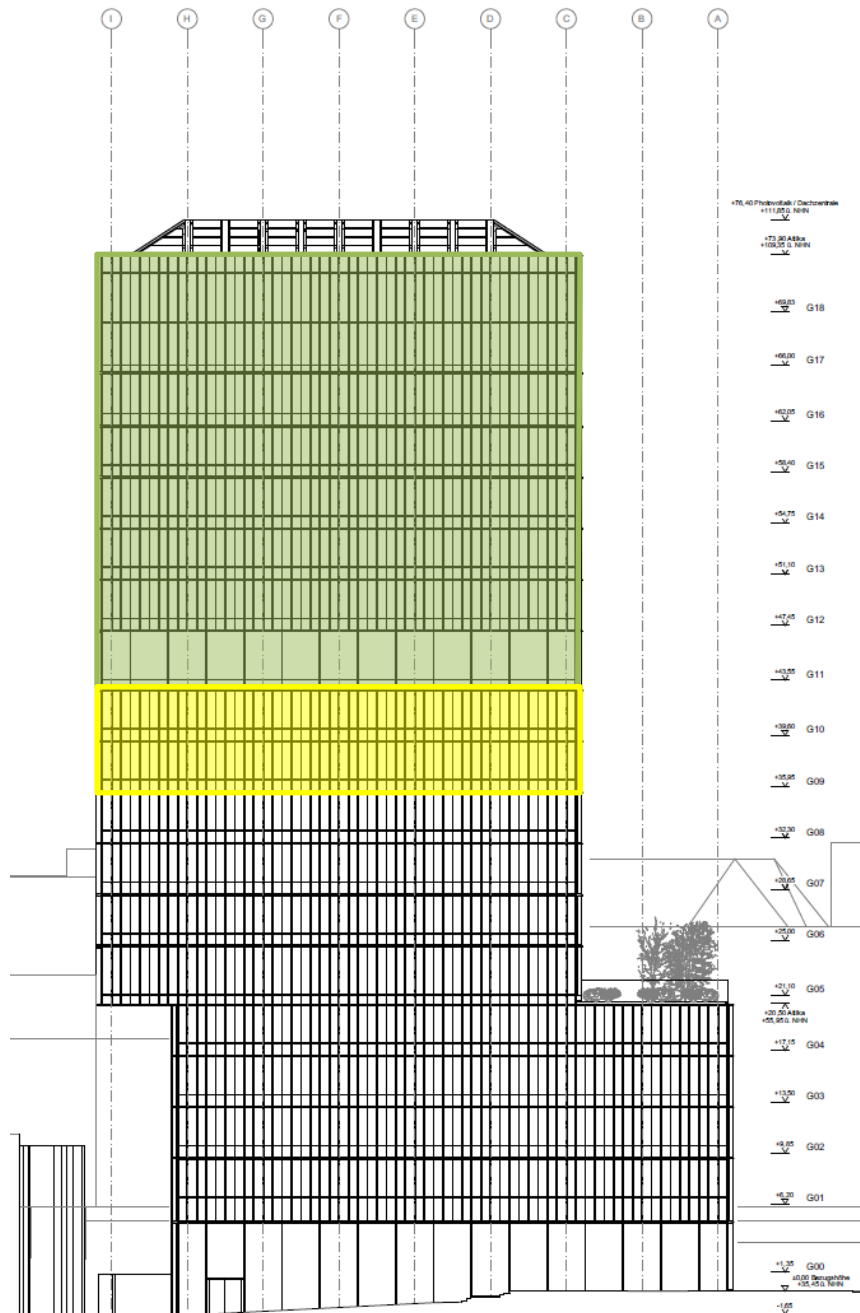 I H G F E D C B A
+76,40 Photovoltaik / Dachzentrale
+111,85 ü. NHN
+73,90 Attika
+109,35 ü. NHN
+69,83 G18
+66,00 G17
+62,05 G16
+58,40 G15
+54,75 G14
+51,10 G13
+47,45 G12
+43,55 G11
+39,60 G10
+35,95 G09
+32,30 G08
+28,65 G07
+25,00 G06
+21,10 G05
+20,50 Attika
+55,95 ü. NHN
+17,15 G04
+13,50 G03
+9,85 G02
+6,20 G01
+1,35 G00
±0,00 Bezugshöhe
+35,45 ü. NHN
-1,65